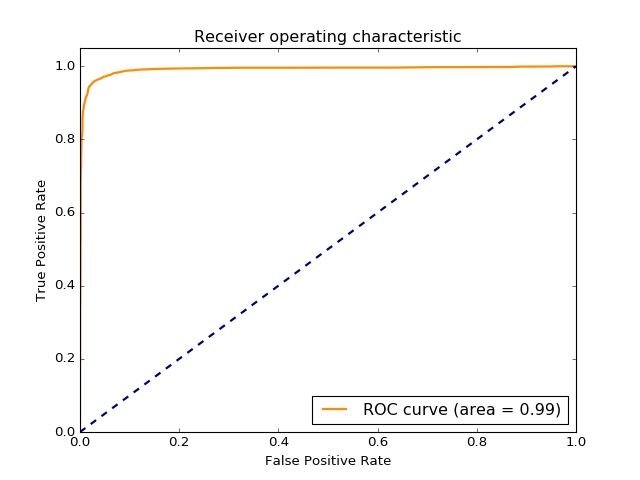 Receiver operating characteristic
1.0
0.8
0.6
0.4
0.2
0.0
True Positive Rate
ROC curve (area = 0.99)
0.0 0.2 0.4 0.6 0.8 1.0
False Positive Rate